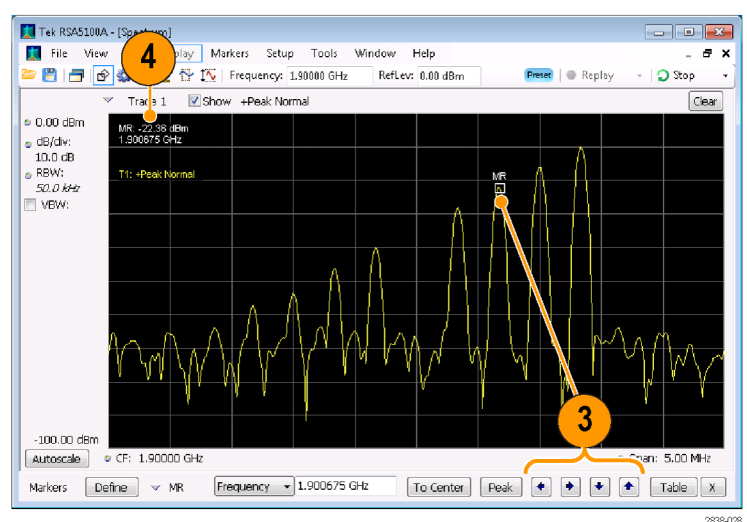 Tek RSA5100A - [Spectrum]
File View play Markers Setup Tools Window Help
Frequency: 1.90000 GHz RefLev: 0.00 dBm Preset Replay Stop
Trace 1 Show +Peak Normal Clear
4
0.00 dBm
dB/div:
10.0 dB
RBW:
50.0 kHz
VBW:
MR: -22.36 dBm
1.900675 GHz
T1: +Peak Normal
MR
3
-100.00 dBm
Autoscale CF: 1.90000 GHz Span: 5.00 MHz
Markers Define MR Frequency 1.900675 GHz To Center Peak Table X
2838-028